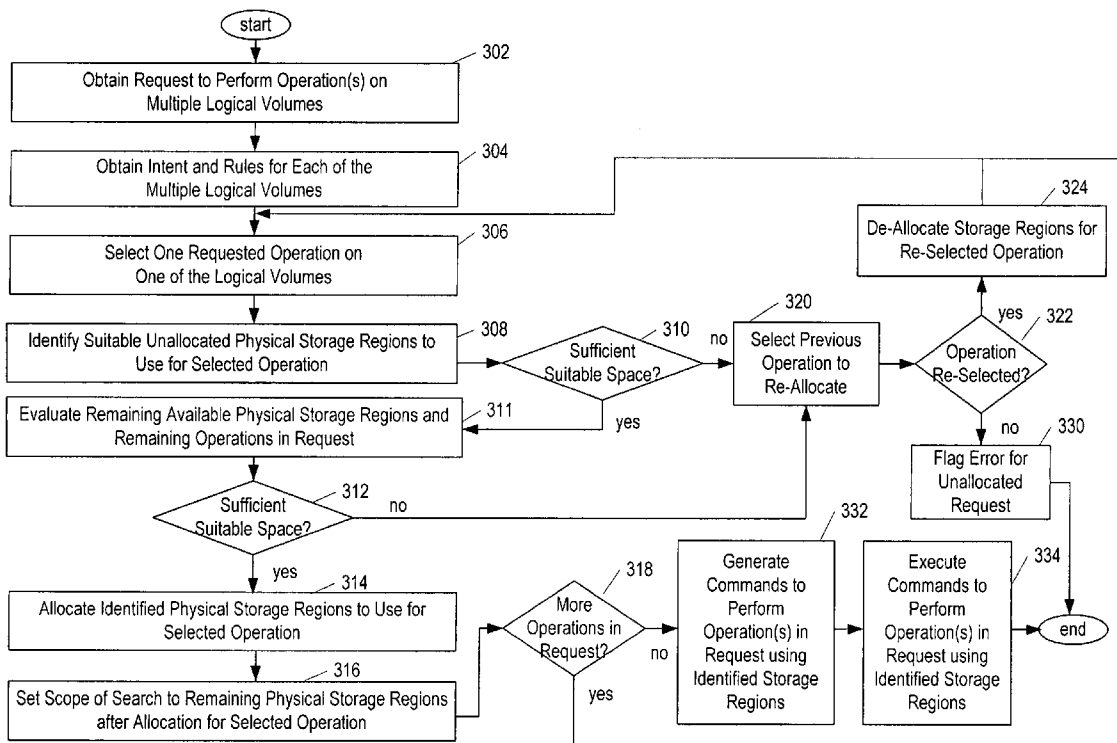 start
302
Obtain Request to Perform Operation(s) on
Multiple Logical Volumes
304
Obtain Intent and Rules for Each of the
Multiple Logical Volumes
306
Select One Requested Operation on
One of the Logical Volumes
308
Identify Suitable Unallocated Physical Storage Regions to
Use for Selected Operation
310
Sufficient
Suitable Space?
no
yes
320
Select Previous
Operation to
Re-Allocate
322
Operation
Re-Selected?
yes
no
324
De-Allocate Storage Regions for
Re-Selected Operation
330
Flag Error for
Unallocated
Request
311
Evaluate Remaining Available Physical Storage Regions and
Remaining Operations in Request
312
Sufficient
Suitable Space?
no
yes
314
Allocate Identified Physical Storage Regions to Use for
Selected Operation
316
Set Scope of Search to Remaining Physical Storage Regions
after Allocation for Selected Operation
318
More
Operations in
Request?
no
yes
332
Generate
Commands to
Perform
Operation(s) in
Request using
Identified Storage
Regions
334
Execute
Commands to
Perform
Operation(s) in
Request using
Identified Storage
Regions
end